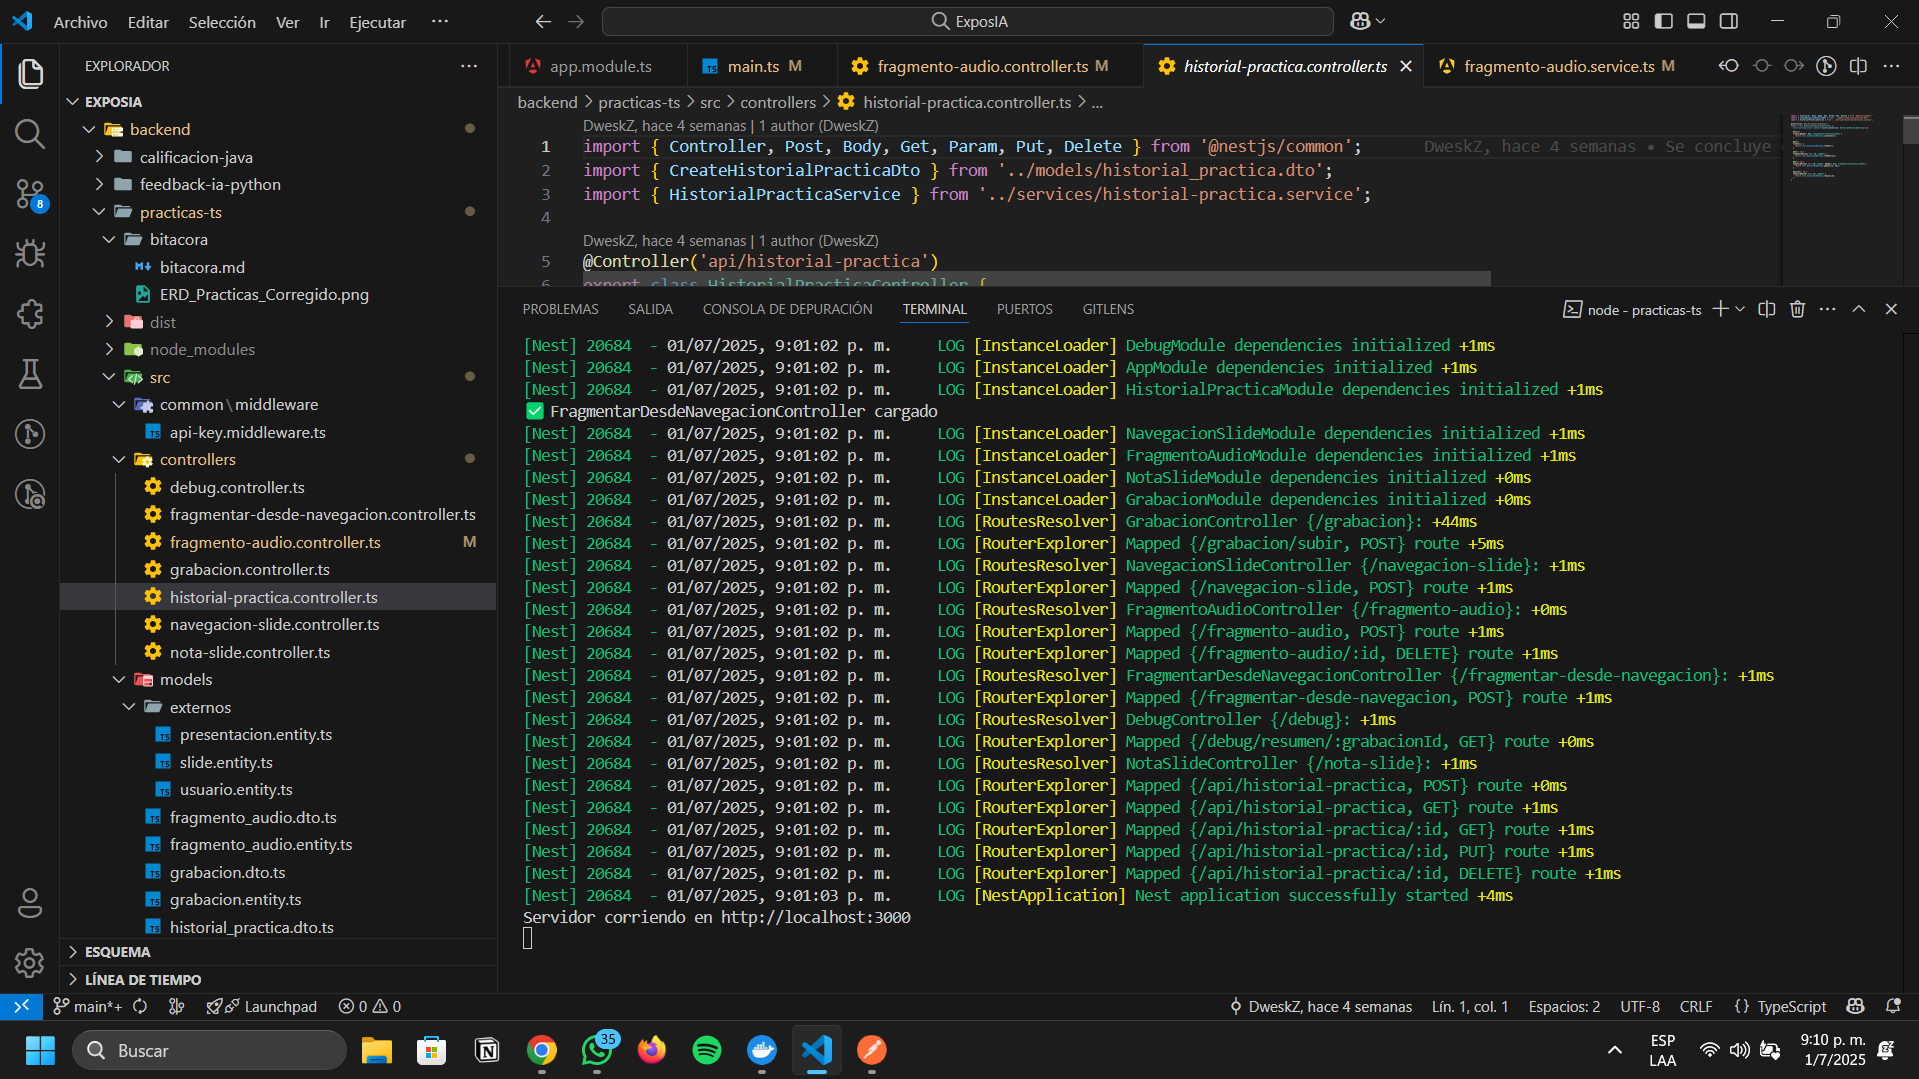 Archivo Editar Selección Ver Ir Ejecutar ···
ExposIA
EXPLORADOR
app.module.ts
main.ts M
fragmento-audio.controller.ts M
historial-practica.controller.ts
fragmento-audio.service.ts M
backend > practicas-ts > src > controllers > historial-practica.controller.ts > ...
EXPOSIA
backend
calificacion-java
feedback-ia-python
practicas-ts
bitacora
bitacora.md
ERD_Practicas_Corregido.png
dist
node_modules
src
common\middleware
api-key.middleware.ts
controllers
debug.controller.ts
fragmentar-desde-navegacion.controller.ts
fragmento-audio.controller.ts M
grabacion.controller.ts
historial-practica.controller.ts
navegacion-slide.controller.ts
nota-slide.controller.ts
models
externos
presentacion.entity.ts
slide.entity.ts
usuario.entity.ts
fragmento_audio.dto.ts
fragmento_audio.entity.ts
grabacion.dto.ts
grabacion.entity.ts
historial_practica.dto.ts
ESQUEMA
LÍNEA DE TIEMPO
8
DweskZ, hace 4 semanas | 1 author (DweskZ)
1 import { Controller, Post, Body, Get, Param, Put, Delete } from '@nestjs/common'; DweskZ, hace 4 semanas • Se concluye
2 import { CreateHistorialPracticaDto } from '../models/historial_practica.dto';
3 import { HistorialPracticaService } from '../services/historial-practica.service';
4
DweskZ, hace 4 semanas | 1 author (DweskZ)
5 @Controller('api/historial-practica')
6 export class HistorialPracticaController {
PROBLEMAS SALIDA CONSOLA DE DEPURACIÓN TERMINAL PUERTOS GITLENS
node - practicas-ts
[Nest] 20684 - 01/07/2025, 9:01:02 p. m. LOG [InstanceLoader] DebugModule dependencies initialized +1ms
[Nest] 20684 - 01/07/2025, 9:01:02 p. m. LOG [InstanceLoader] AppModule dependencies initialized +1ms
[Nest] 20684 - 01/07/2025, 9:01:02 p. m. LOG [InstanceLoader] HistorialPracticaModule dependencies initialized +1ms
✅ FragmentarDesdeNavegacionController cargado
[Nest] 20684 - 01/07/2025, 9:01:02 p. m. LOG [InstanceLoader] NavegacionSlideModule dependencies initialized +1ms
[Nest] 20684 - 01/07/2025, 9:01:02 p. m. LOG [InstanceLoader] FragmentoAudioModule dependencies initialized +1ms
[Nest] 20684 - 01/07/2025, 9:01:02 p. m. LOG [InstanceLoader] NotaSlideModule dependencies initialized +0ms
[Nest] 20684 - 01/07/2025, 9:01:02 p. m. LOG [InstanceLoader] GrabacionModule dependencies initialized +0ms
[Nest] 20684 - 01/07/2025, 9:01:02 p. m. LOG [RoutesResolver] GrabacionController {/grabacion}: +44ms
[Nest] 20684 - 01/07/2025, 9:01:02 p. m. LOG [RouterExplorer] Mapped {/grabacion/subir, POST} route +5ms
[Nest] 20684 - 01/07/2025, 9:01:02 p. m. LOG [RoutesResolver] NavegacionSlideController {/navegacion-slide}: +1ms
[Nest] 20684 - 01/07/2025, 9:01:02 p. m. LOG [RouterExplorer] Mapped {/navegacion-slide, POST} route +1ms
[Nest] 20684 - 01/07/2025, 9:01:02 p. m. LOG [RoutesResolver] FragmentoAudioController {/fragmento-audio}: +0ms
[Nest] 20684 - 01/07/2025, 9:01:02 p. m. LOG [RouterExplorer] Mapped {/fragmento-audio, POST} route +1ms
[Nest] 20684 - 01/07/2025, 9:01:02 p. m. LOG [RouterExplorer] Mapped {/fragmento-audio/:id, DELETE} route +1ms
[Nest] 20684 - 01/07/2025, 9:01:02 p. m. LOG [RoutesResolver] FragmentarDesdeNavegacionController {/fragmentar-desde-navegacion}: +1ms
[Nest] 20684 - 01/07/2025, 9:01:02 p. m. LOG [RouterExplorer] Mapped {/fragmentar-desde-navegacion, POST} route +1ms
[Nest] 20684 - 01/07/2025, 9:01:02 p. m. LOG [RoutesResolver] DebugController {/debug}: +1ms
[Nest] 20684 - 01/07/2025, 9:01:02 p. m. LOG [RouterExplorer] Mapped {/debug/resumen/:grabacionId, GET} route +0ms
[Nest] 20684 - 01/07/2025, 9:01:02 p. m. LOG [RoutesResolver] NotaSlideController {/nota-slide}: +1ms
[Nest] 20684 - 01/07/2025, 9:01:02 p. m. LOG [RouterExplorer] Mapped {/api/historial-practica, POST} route +0ms
[Nest] 20684 - 01/07/2025, 9:01:02 p. m. LOG [RouterExplorer] Mapped {/api/historial-practica, GET} route +1ms
[Nest] 20684 - 01/07/2025, 9:01:02 p. m. LOG [RouterExplorer] Mapped {/api/historial-practica/:id, GET} route +1ms
[Nest] 20684 - 01/07/2025, 9:01:02 p. m. LOG [RouterExplorer] Mapped {/api/historial-practica/:id, PUT} route +1ms
[Nest] 20684 - 01/07/2025, 9:01:02 p. m. LOG [RouterExplorer] Mapped {/api/historial-practica/:id, DELETE} route +1ms
[Nest] 20684 - 01/07/2025, 9:01:03 p. m. LOG [NestApplication] Nest application successfully started +4ms
Servidor corriendo en http://localhost:3000
main*+ Launchpad 0 0
DweskZ, hace 4 semanas Lín. 1, col. 1 Espacios: 2 UTF-8 CRLF {} TypeScript
Buscar
35
ESP
LAA
9:10 p. m.
1/7/2025